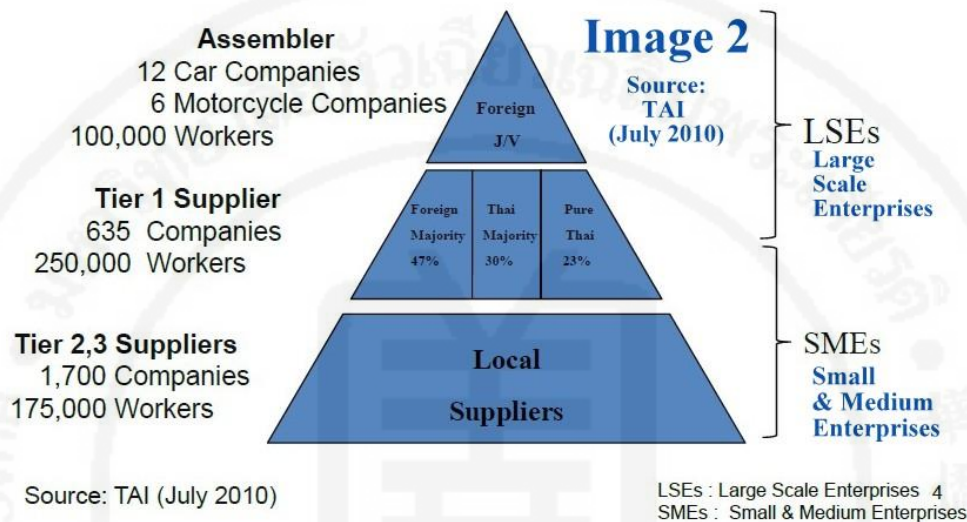 Assembler
12 Car Companies
6 Motorcycle Companies
100,000 Workers
Foreign
J/V
Image 2
Source:
TAI
(July 2010)
LSEs
Large
Scale
Enterprises
Tier 1 Supplier
635 Companies
250,000 Workers
Foreign
Majority
47%
Thai
Majority
30%
Pure
Thai
23%
Tier 2,3 Suppliers
1,700 Companies
175,000 Workers
Local
Suppliers
SMEs
Small
& Medium
Enterprises
Source: TAI (July 2010)
LSEs : Large Scale Enterprises 4
SMEs : Small & Medium Enterprises